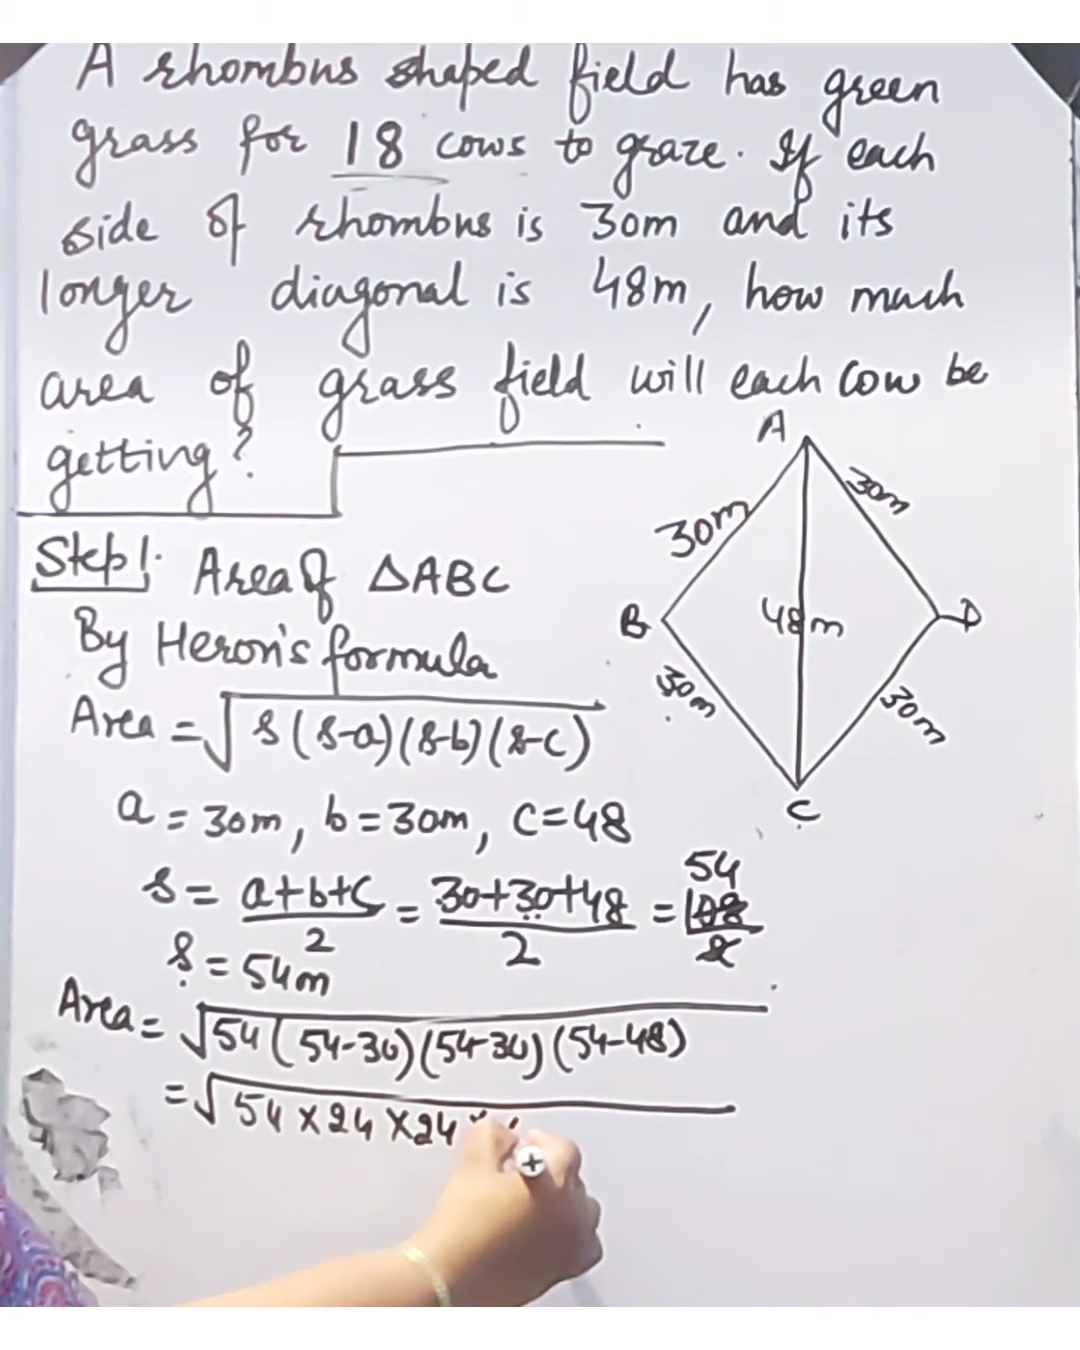 A rhombus shaped field has green
grass for 18 cows to graze. If each
side of rhombus is 30m and its
longer diagonal is 48m, how much
area of grass field will each cow be
getting?
A
30m
30m
B
48m
D
30m
30m
C
Step 1. Area of △ABC
By Heron's formula
Area = √s(s-a)(s-b)(s-c)
a = 30m, b = 30m, c = 48
s = a+b+c/2 = 30+30+48/2 = 108/2 54
s = 54m
Area = √54(54-30)(54-30)(54-48)
= √54 × 24 × 24 ×